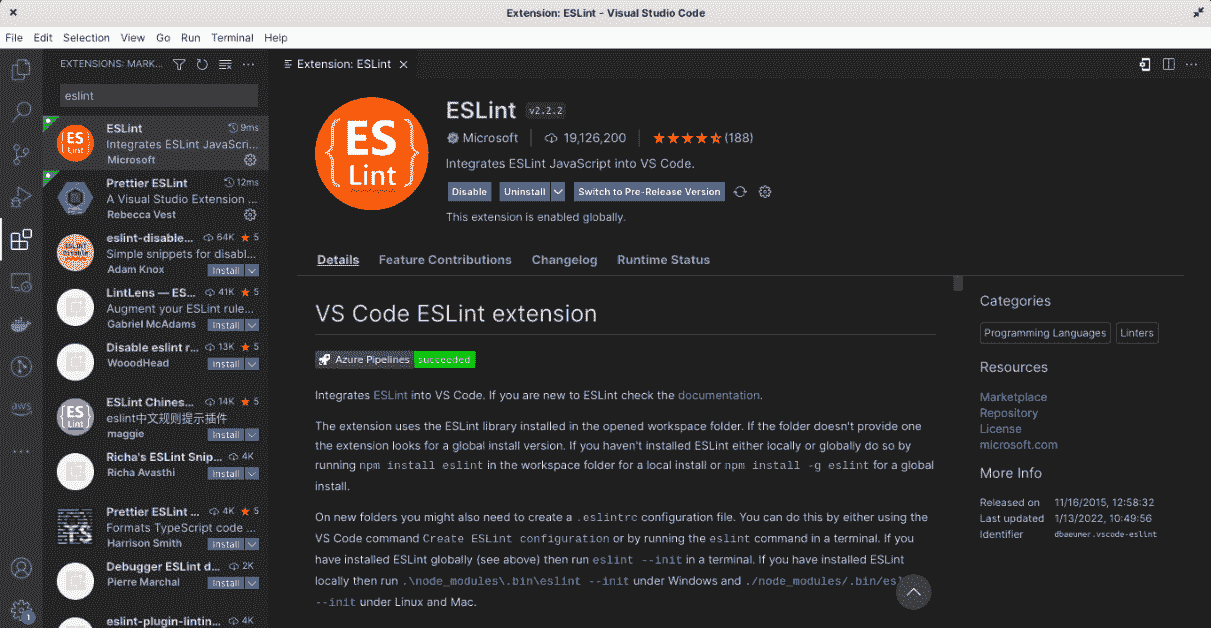 Extension: ESLint - Visual Studio Code
File Edit Selection View Go Run Terminal Help
EXTENSIONS: MARK...
Extension: ESLint
eslint
ESLint 9ms
Integrates ESLint JavaScri...
Microsoft
Prettier ESLint 12ms
A Visual Studio Extension ...
Rebecca Vest
eslint-disable... 64K 5
Simple snippets for disabl...
Adam Knox Install
LintLens — ES... 41K 5
Augment your ESLint rule...
Gabriel McAdams Install
Disable eslint r... 13K 5
WooodHead Install
ESLint Chines... 14K 5
eslint中文规则提示插件
maggie Install
Richa's ESLint Snip... 4K
Richa Avasthi Install
Prettier ESLint ... 4K 5
Formats TypeScript code ...
Harrison Smith Install
Debugger ESLint d... 2K
Pierre Marchal Install
eslint-plugin-lintin... 4K
aws
1
ES
Lint
ESLint v2.2.2
Microsoft 19,126,200 (188)
Integrates ESLint JavaScript into VS Code.
Disable Uninstall Switch to Pre-Release Version
This extension is enabled globally.
Details Feature Contributions Changelog Runtime Status
VS Code ESLint extension
Azure Pipelines succeeded
Integrates ESLint into VS Code. If you are new to ESLint check the documentation.
The extension uses the ESLint library installed in the opened workspace folder. If the folder doesn't provide one
the extension looks for a global install version. If you haven't installed ESLint either locally or globally do so by
running npm install eslint in the workspace folder for a local install or npm install -g eslint for a global
install.
On new folders you might also need to create a .eslintrc configuration file. You can do this by either using the
VS Code command Create ESLint configuration or by running the eslint command in a terminal. If you
have installed ESLint globally (see above) then run eslint --init in a terminal. If you have installed ESLint
locally then run .\node_modules\.bin\eslint --init under Windows and ./node_modules/.bin/es
--init under Linux and Mac.
Categories
Programming Languages Linters
Resources
Marketplace
Repository
License
microsoft.com
More Info
Released on 11/16/2015, 12:58:32
Last updated 1/13/2022, 10:49:56
Identifier dbaeumer.vscode-eslint